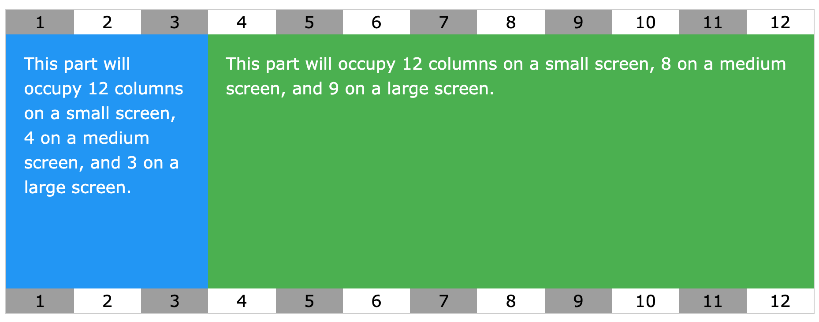 1 2 3 4 5 6 7 8 9 10 11 12
This part will
occupy 12 columns
on a small screen,
4 on a medium
screen, and 3 on a
large screen.
This part will occupy 12 columns on a small screen, 8 on a medium
screen, and 9 on a large screen.
1 2 3 4 5 6 7 8 9 10 11 12